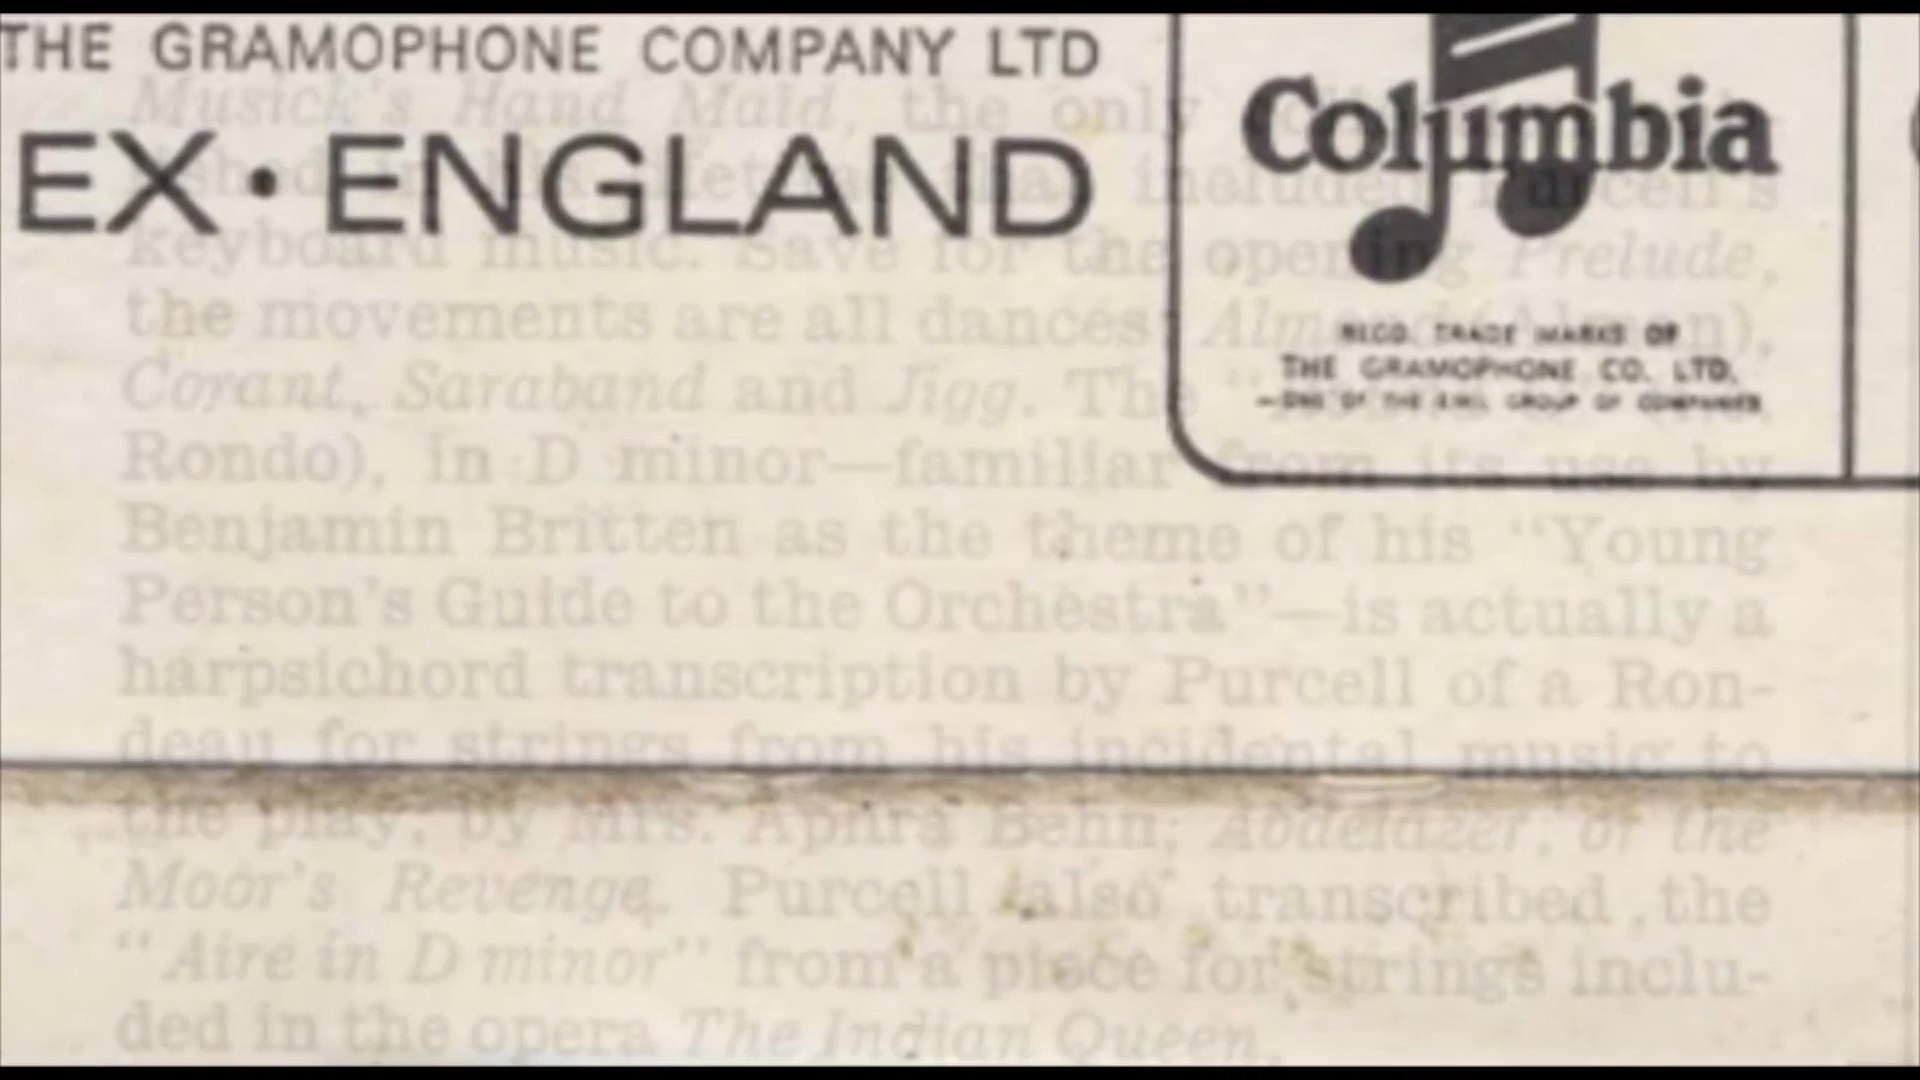 THE GRAMOPHONE COMPANY LTD
EX·ENGLAND
Columbia
REGD. TRADE MARKS OF
THE GRAMOPHONE CO. LTD.
—ONE OF THE E.M.I. GROUP OF COMPANIES
Musick's Hand Maid, the only
included Purcell's
keyboard music. Save for the opening Prelude,
the movements are all dances:
Corant, Saraband and Jigg. The
Rondo), in D minor—familiar from its use by
Benjamin Britten as the theme of his "Young
Person's Guide to the Orchestra"—is actually a
harpsichord transcription by Purcell of a Ron-
deau for strings from his incidental music to
the play, by Mrs. Aphra Behn; Abdelazer, or the
Moor's Revenge. Purcell also transcribed the
"Aire in D minor" from a piece for strings inclu-
ded in the opera The Indian Queen.